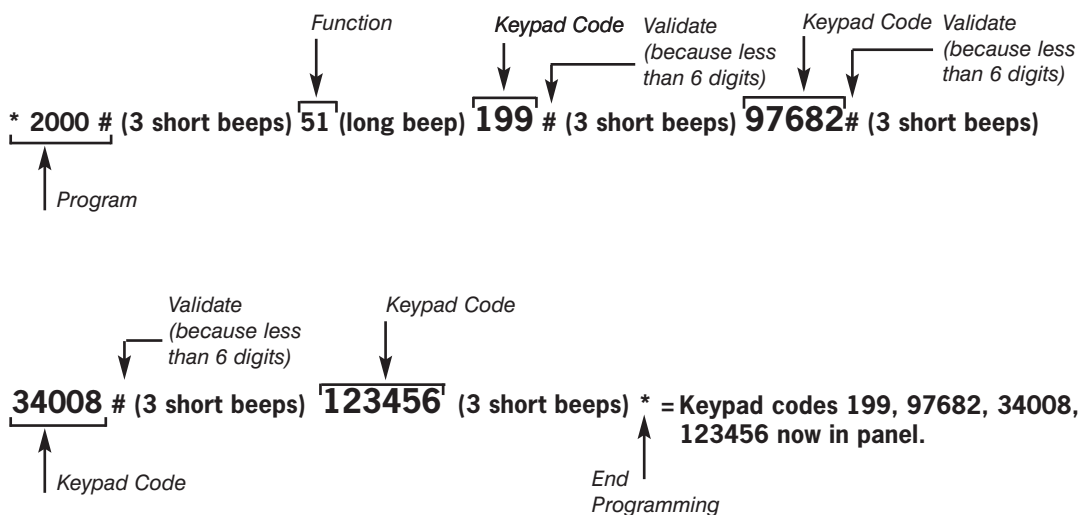 Function
Keypad Code
Validate
(because less
than 6 digits)
Keypad Code
Validate
(because less
than 6 digits)
* 2000 # (3 short beeps) 51 (long beep) 199 # (3 short beeps) 97682# (3 short beeps)
Program
Validate
(because less
than 6 digits)
Keypad Code
34008 # (3 short beeps) 123456 (3 short beeps) * = Keypad codes 199, 97682, 34008,
123456 now in panel.
Keypad Code
End
Programming